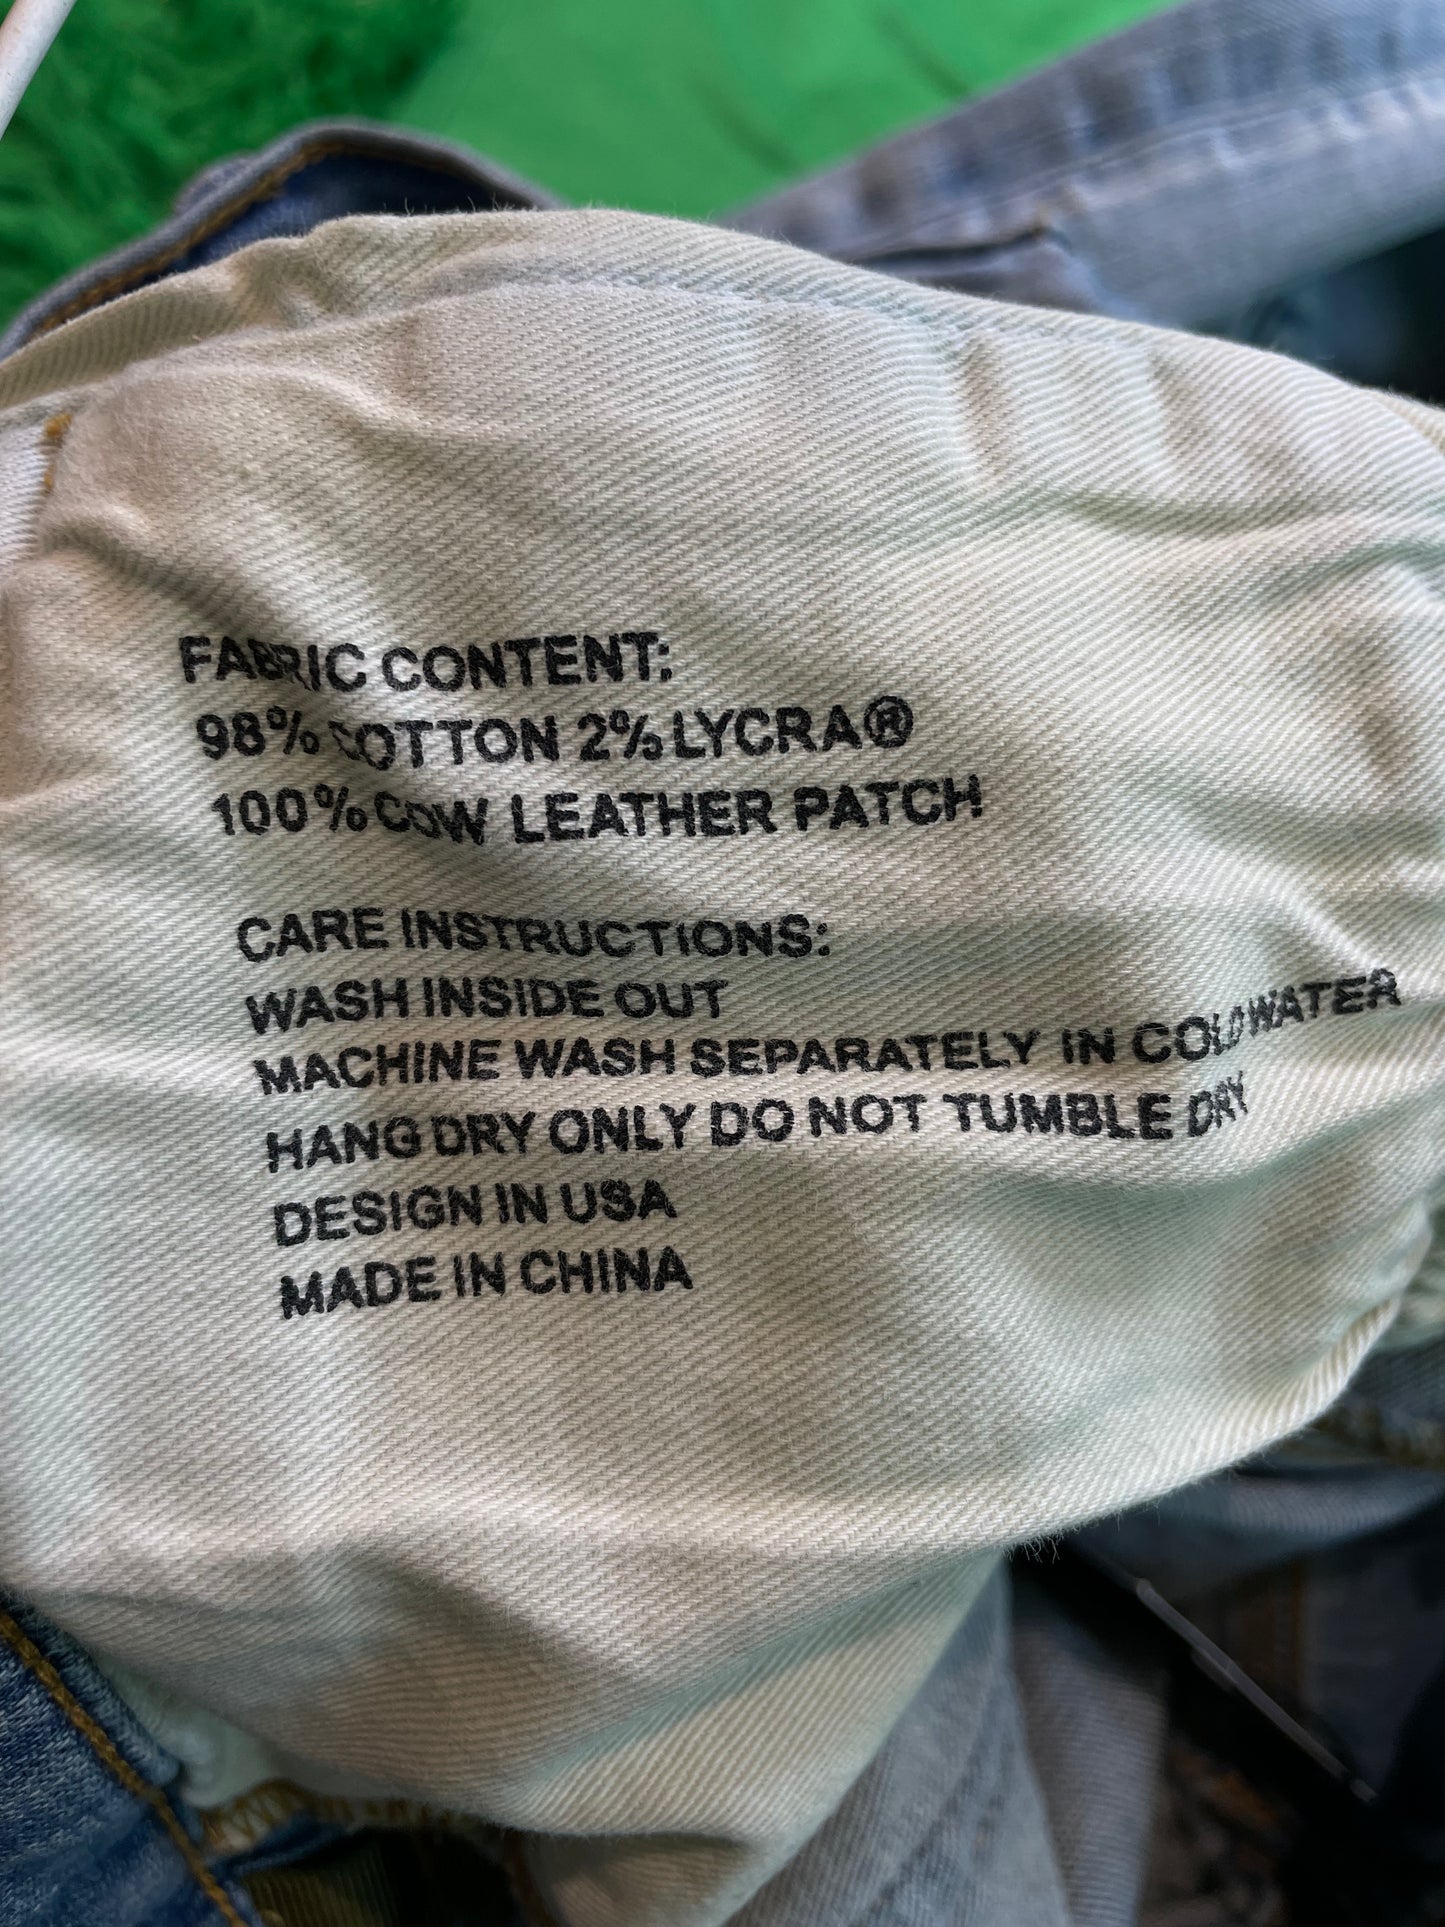 FABRIC CONTENT:
98% COTTON 2% LYCRA®
100% COW LEATHER PATCH
CARE INSTRUCTIONS:
WASH INSIDE OUT
MACHINE WASH SEPARATELY IN COLD WATER
HANG DRY ONLY DO NOT TUMBLE DRY
DESIGN IN USA
MADE IN CHINA